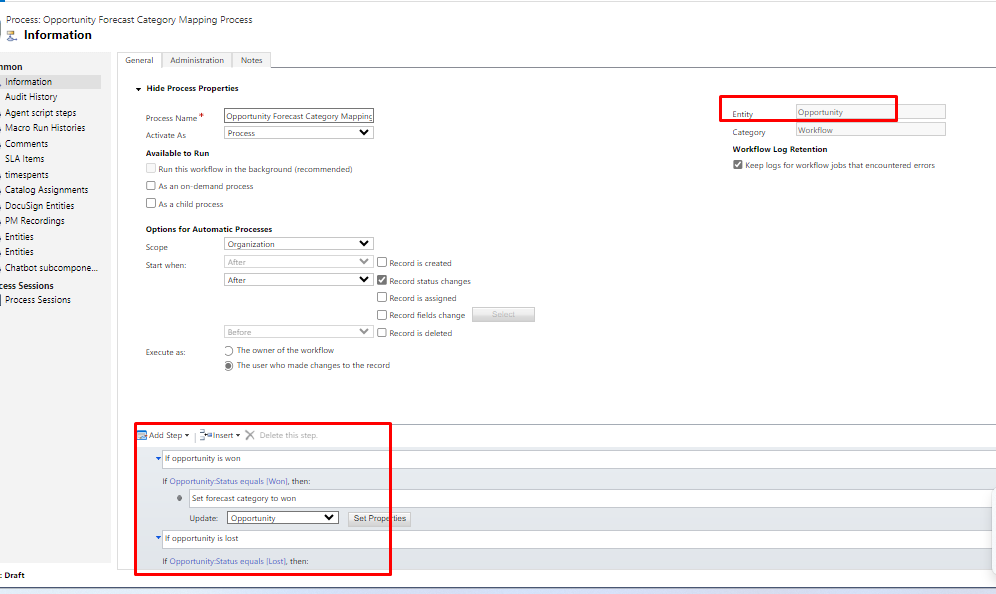 Process: Opportunity Forecast Category Mapping Process
Information
mmon
Information
Audit History
Agent script steps
Macro Run Histories
Comments
SLA Items
timespents
Catalog Assignments
DocuSign Entities
PM Recordings
Entities
Entities
Chatbot subcompone...
cess Sessions
Process Sessions
: Draft
General Administration Notes
Hide Process Properties
Process Name* Opportunity Forecast Category Mapping
Activate As Process
Available to Run
Run this workflow in the background (recommended)
As an on-demand process
As a child process
Entity Opportunity
Category Workflow
Workflow Log Retention
Keep logs for workflow jobs that encountered errors
Options for Automatic Processes
Scope Organization
Start when: After Record is created
After Record status changes
Record is assigned
Record fields change Select
Before Record is deleted
Execute as: The owner of the workflow
The user who made changes to the record
Add Step Insert Delete this step.
If opportunity is won
If Opportunity:Status equals [Won], then:
Set forecast category to won
Update: Opportunity Set Properties
If opportunity is lost
If Opportunity:Status equals [Lost], then: